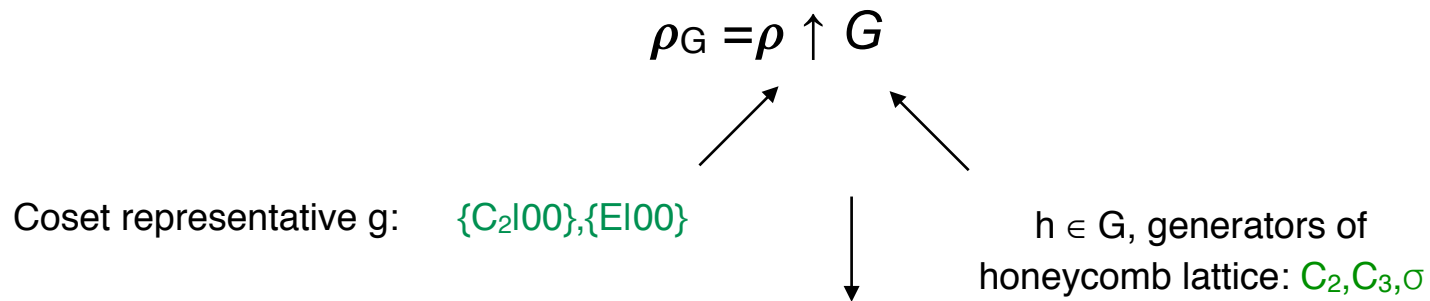 ρG =ρ ↑ G
Coset representative g: {C₂|00},{E|00}
h ∈ G, generators of
honeycomb lattice: C₂,C₃,σ